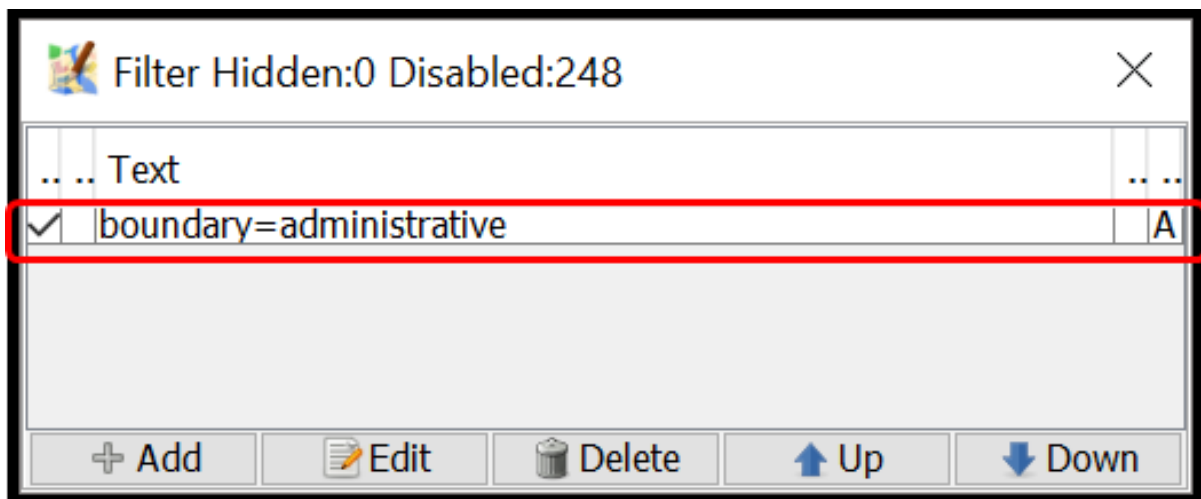 Filter Hidden:0 Disabled:248
.. .. Text .. ..
boundary=administrative A
Add Edit Delete Up Down